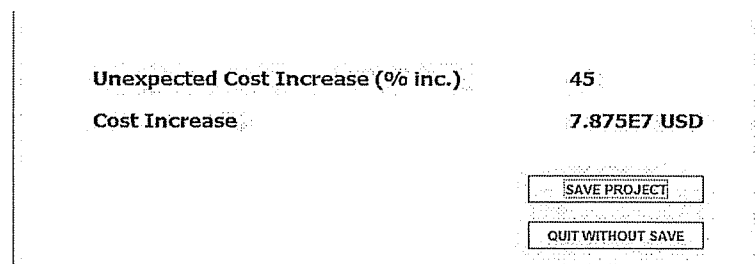 Unexpected Cost Increase (% inc.) 45
Cost Increase 7.875E7 USD
SAVE PROJECT
QUIT WITHOUT SAVE